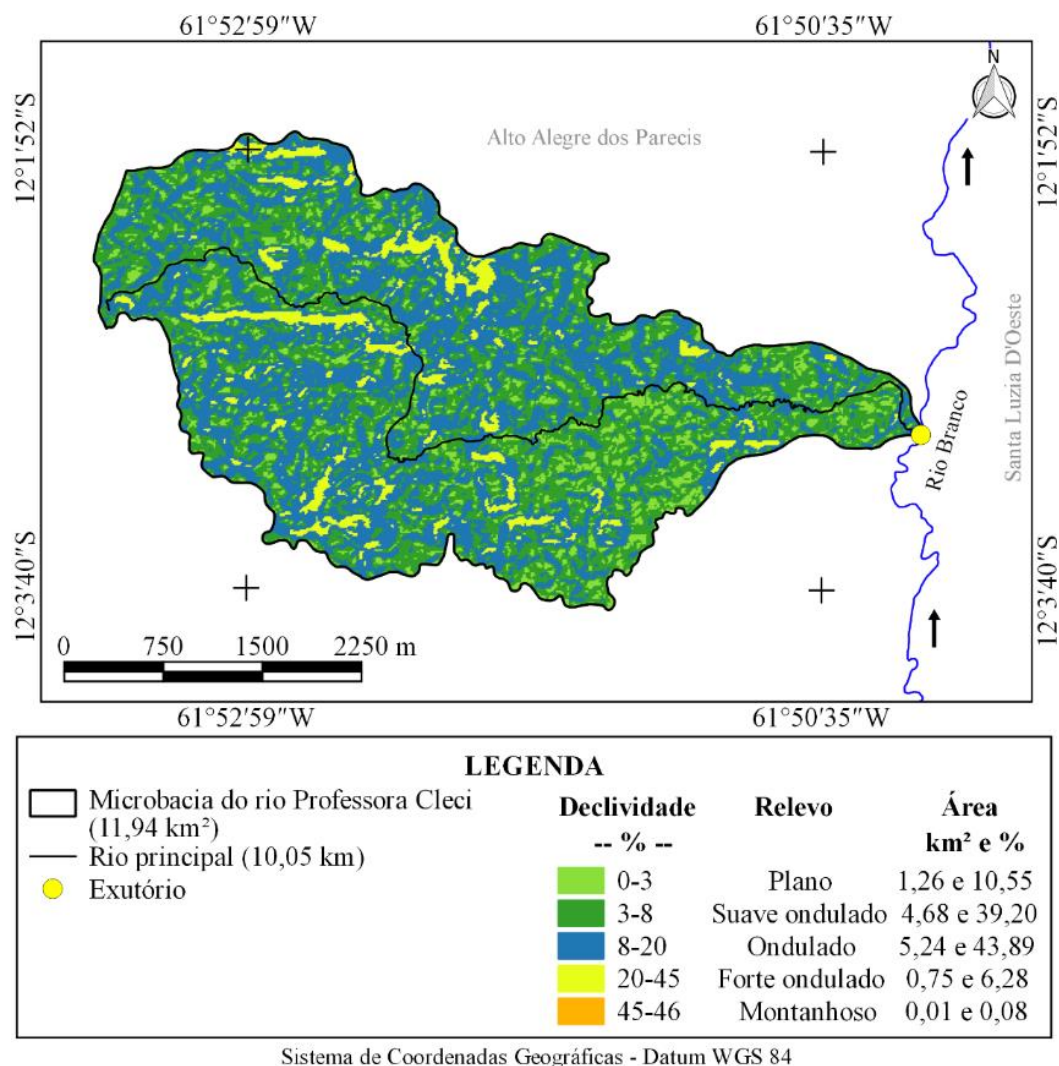 61°52'59"W 61°50'35"W
N
12°1'52"S
Alto Alegre dos Parecis
12°1'52"S
Santa Luzia D'Oeste
Rio Branco
12°3'40"S
12°3'40"S
0 750 1500 2250 m
61°52'59"W 61°50'35"W
LEGENDA
Microbacia do rio Professora Cleci
(11,94 km²)
Rio principal (10,05 km)
Exutório
Declividade Relevo Área
-- % -- km² e %
0-3 Plano 1,26 e 10,55
3-8 Suave ondulado 4,68 e 39,20
8-20 Ondulado 5,24 e 43,89
20-45 Forte ondulado 0,75 e 6,28
45-46 Montanhoso 0,01 e 0,08
Sistema de Coordenadas Geográficas - Datum WGS 84